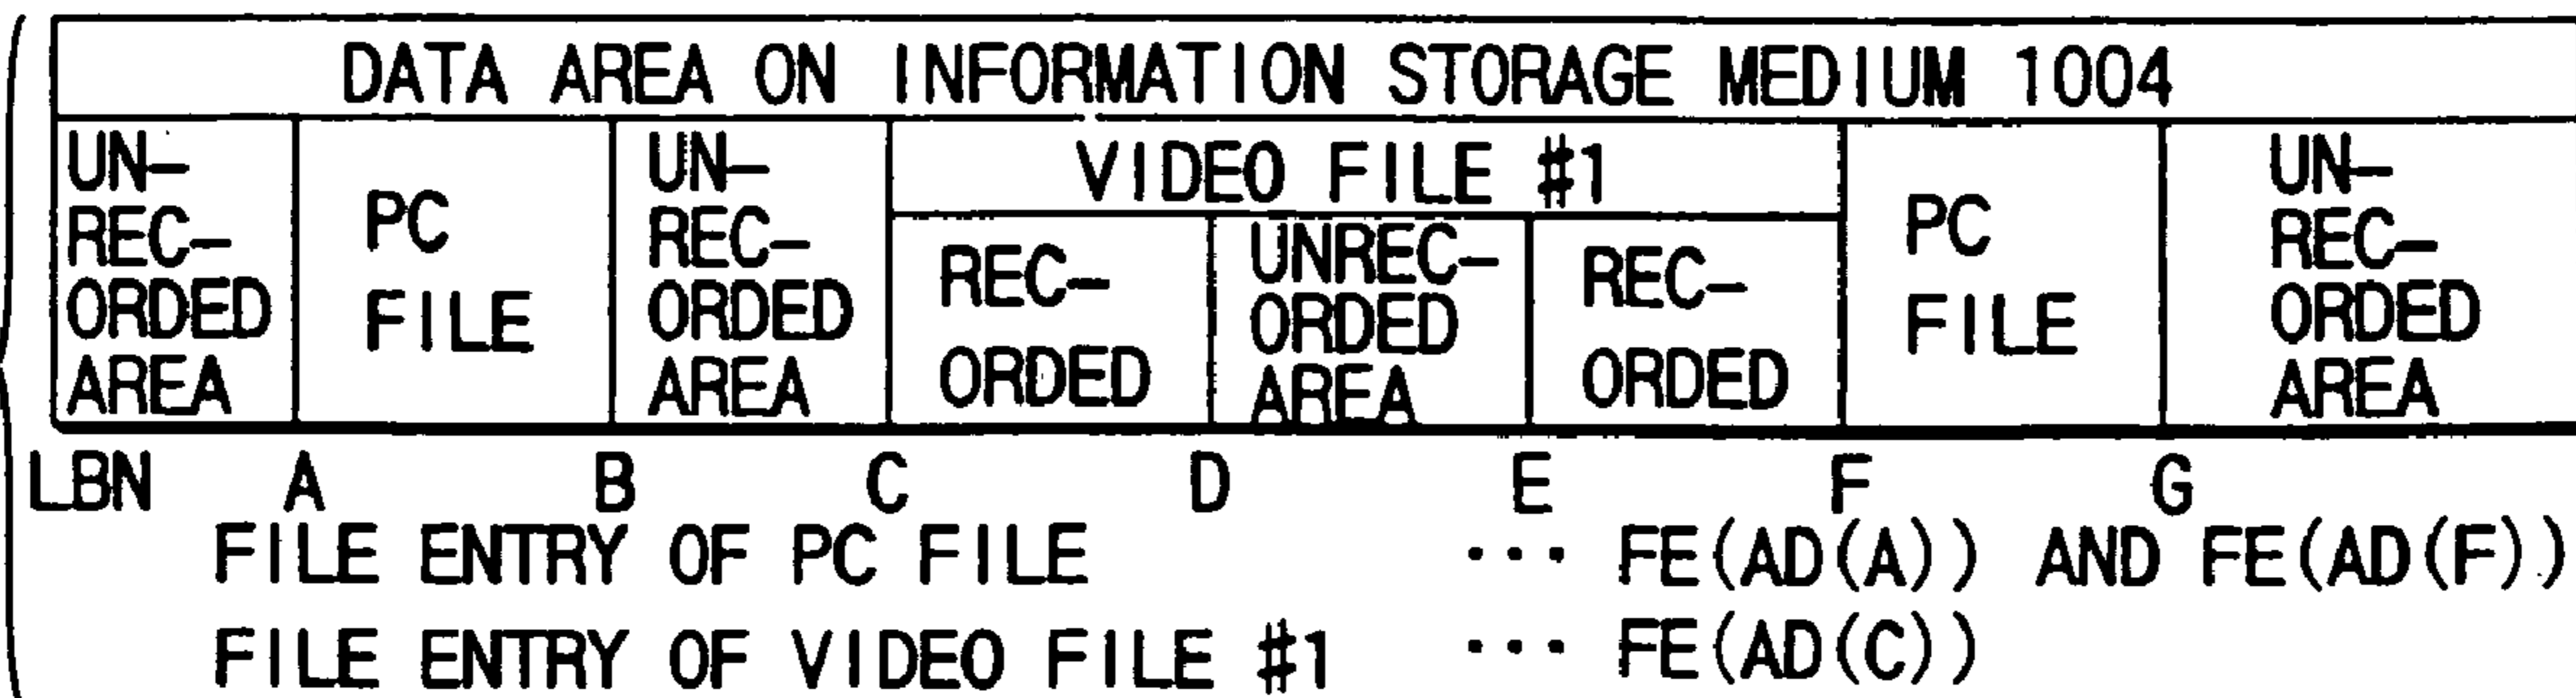 DATA AREA ON INFORMATION STORAGE MEDIUM 1004
UN-
REC-
ORDED
AREA
PC
FILE
UN-
REC-
ORDED
AREA
VIDEO FILE #1
REC-
ORDED
UNREC-
ORDED
AREA
REC-
ORDED
PC
FILE
UN-
REC-
ORDED
AREA
LBN A B C D E F G
FILE ENTRY OF PC FILE ··· FE(AD(A)) AND FE(AD(F))
FILE ENTRY OF VIDEO FILE #1 ··· FE(AD(C))